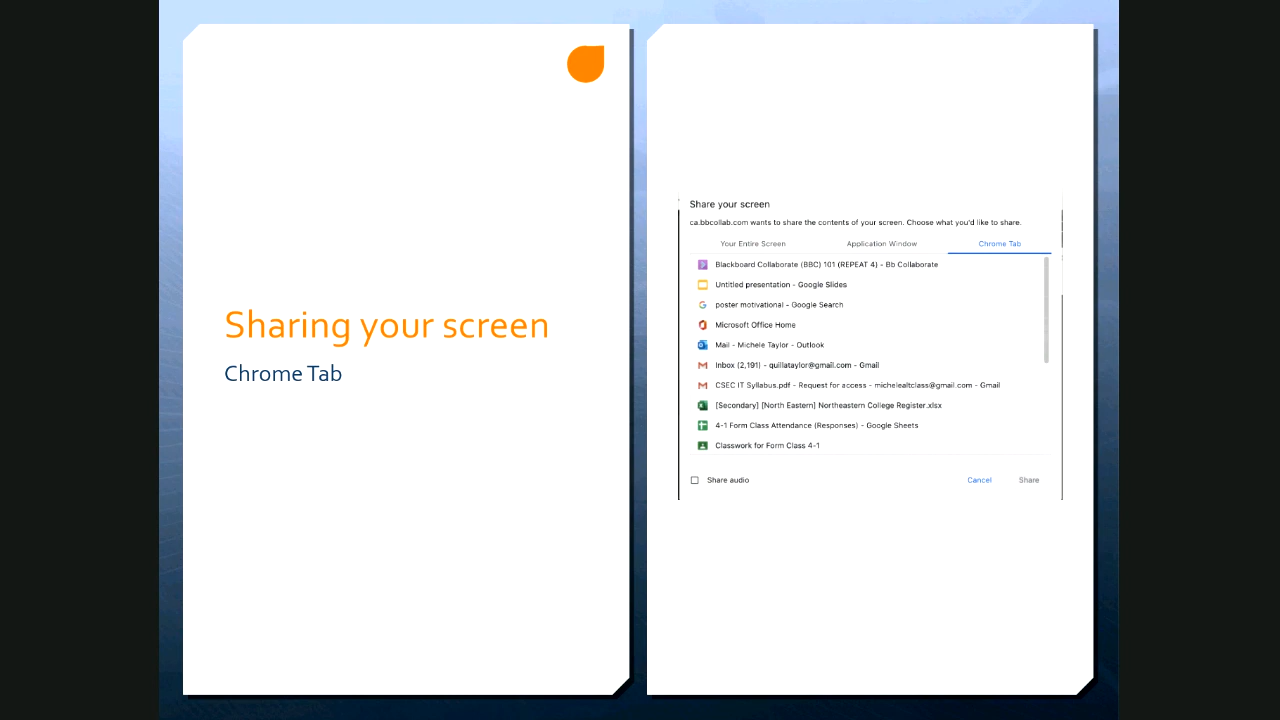 Sharing your screen
Chrome Tab
Share your screen
ca.bbcollab.com wants to share the contents of your screen. Choose what you'd like to share.
Your Entire Screen Application Window Chrome Tab
Blackboard Collaborate (BBC) 101 (REPEAT 4) - Bb Collaborate
Untitled presentation - Google Slides
poster motivational - Google Search
Microsoft Office Home
Mail - Michele Taylor - Outlook
Inbox (2,191) - quillataylor@gmail.com - Gmail
CSEC IT Syllabus.pdf - Request for access - michelealtclass@gmail.com - Gmail
[Secondary] [North Eastern] Northeastern College Register.xlsx
4-1 Form Class Attendance (Responses) - Google Sheets
Classwork for Form Class 4-1
Share audio Cancel Share